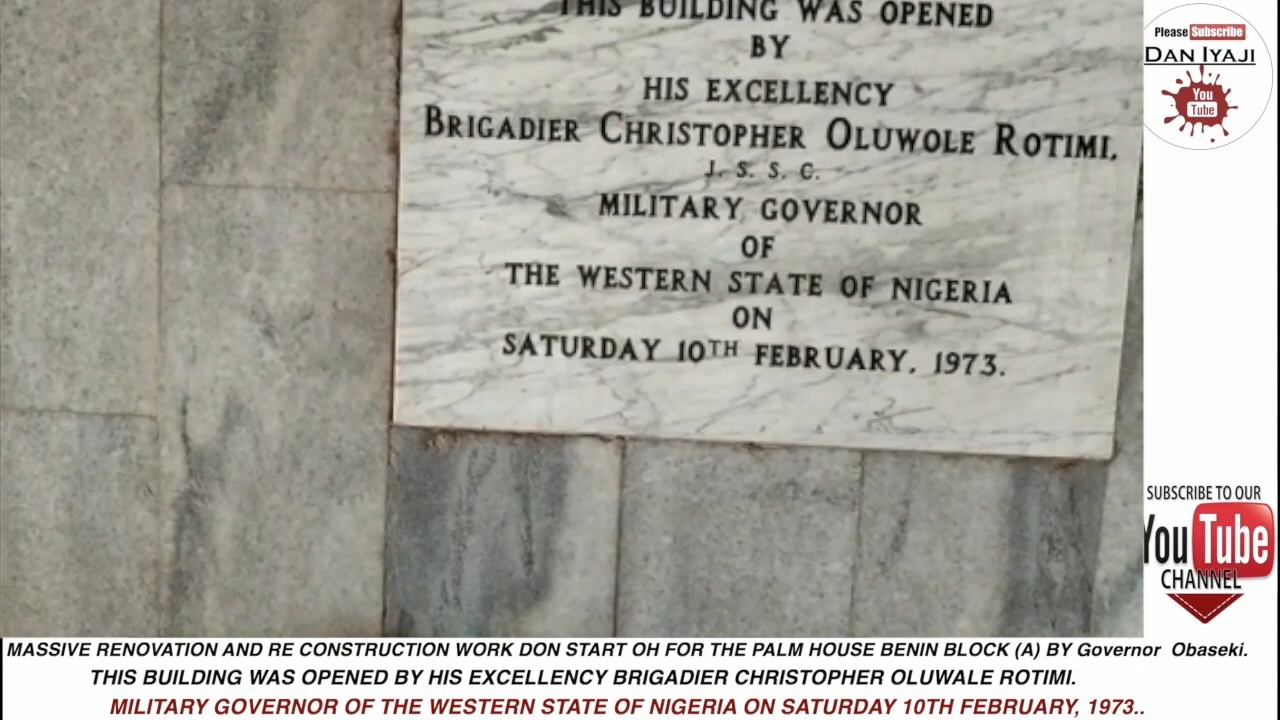 THIS BUILDING WAS OPENED
BY
HIS EXCELLENCY
BRIGADIER CHRISTOPHER OLUWOLE ROTIMI,
J. S. S. C.
MILITARY GOVERNOR
OF
THE WESTERN STATE OF NIGERIA
ON
SATURDAY 10TH FEBRUARY, 1973.
Please Subscribe
DAN IYAJI
You
Tube
SUBSCRIBE TO OUR
YouTube
CHANNEL
MASSIVE RENOVATION AND RE CONSTRUCTION WORK DON START OH FOR THE PALM HOUSE BENIN BLOCK (A) BY Governor Obaseki.
THIS BUILDING WAS OPENED BY HIS EXCELLENCY BRIGADIER CHRISTOPHER OLUWALE ROTIMI.
MILITARY GOVERNOR OF THE WESTERN STATE OF NIGERIA ON SATURDAY 10TH FEBRUARY, 1973..